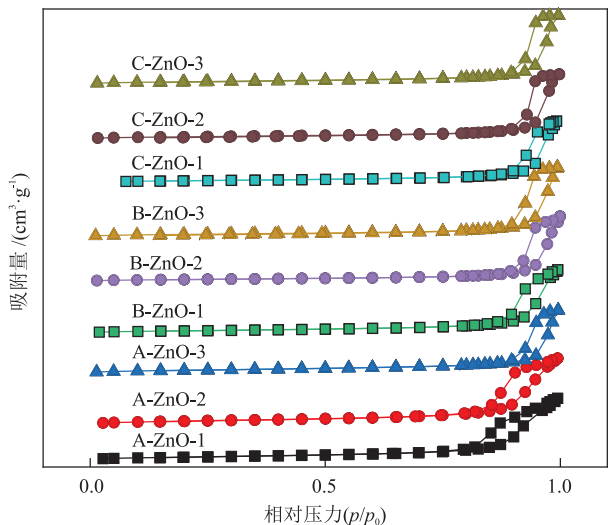 C-ZnO-3
C-ZnO-2
C-ZnO-1
B-ZnO-3
B-ZnO-2
B-ZnO-1
A-ZnO-3
A-ZnO-2
A-ZnO-1
吸附量 /(cm³·g⁻¹)
0.0 0.5 1.0
相对压力(p/p₀)